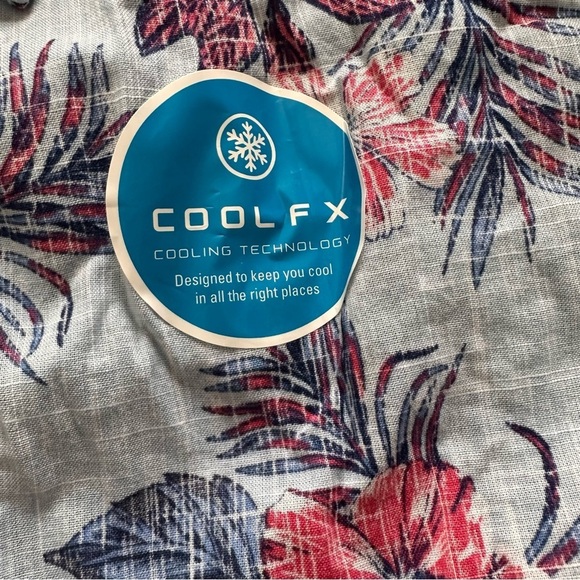 COOLFX
COOLING TECHNOLOGY
Designed to keep you cool
in all the right places